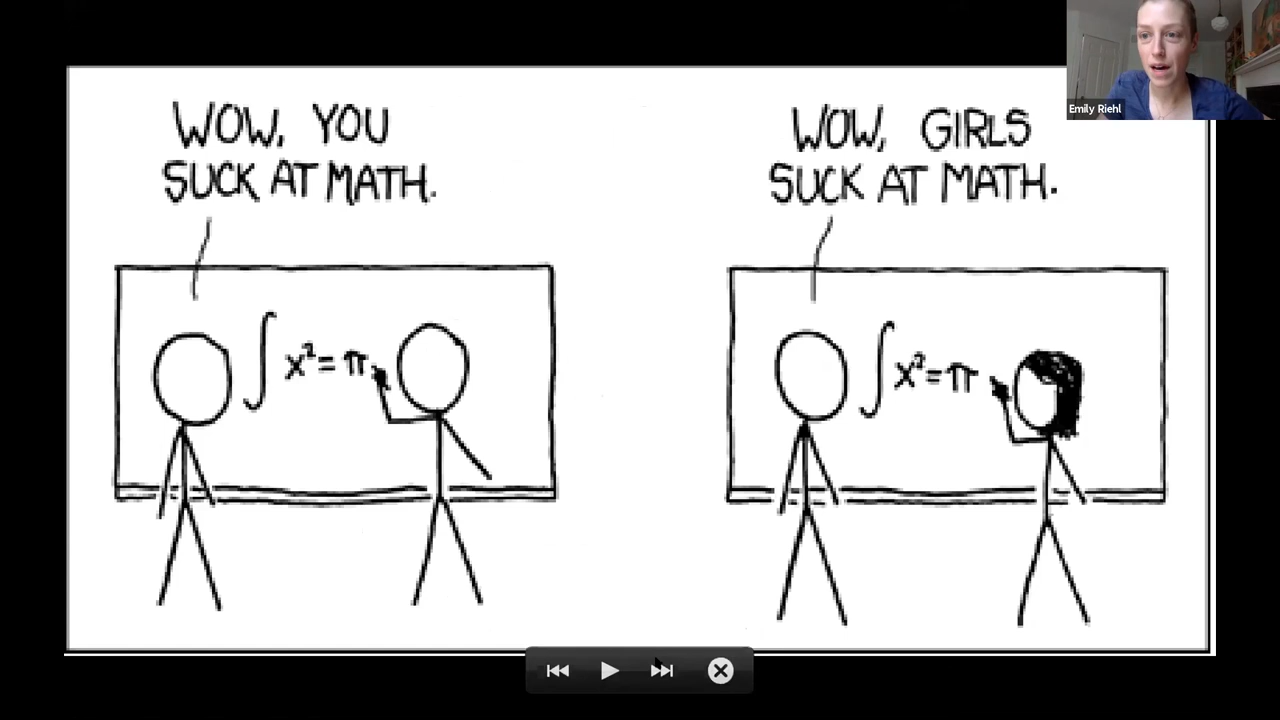 WOW, YOU
SUCK AT MATH.
∫ x² = π
WOW, GIRLS
SUCK AT MATH.
∫ x² = π
Emily Riehl